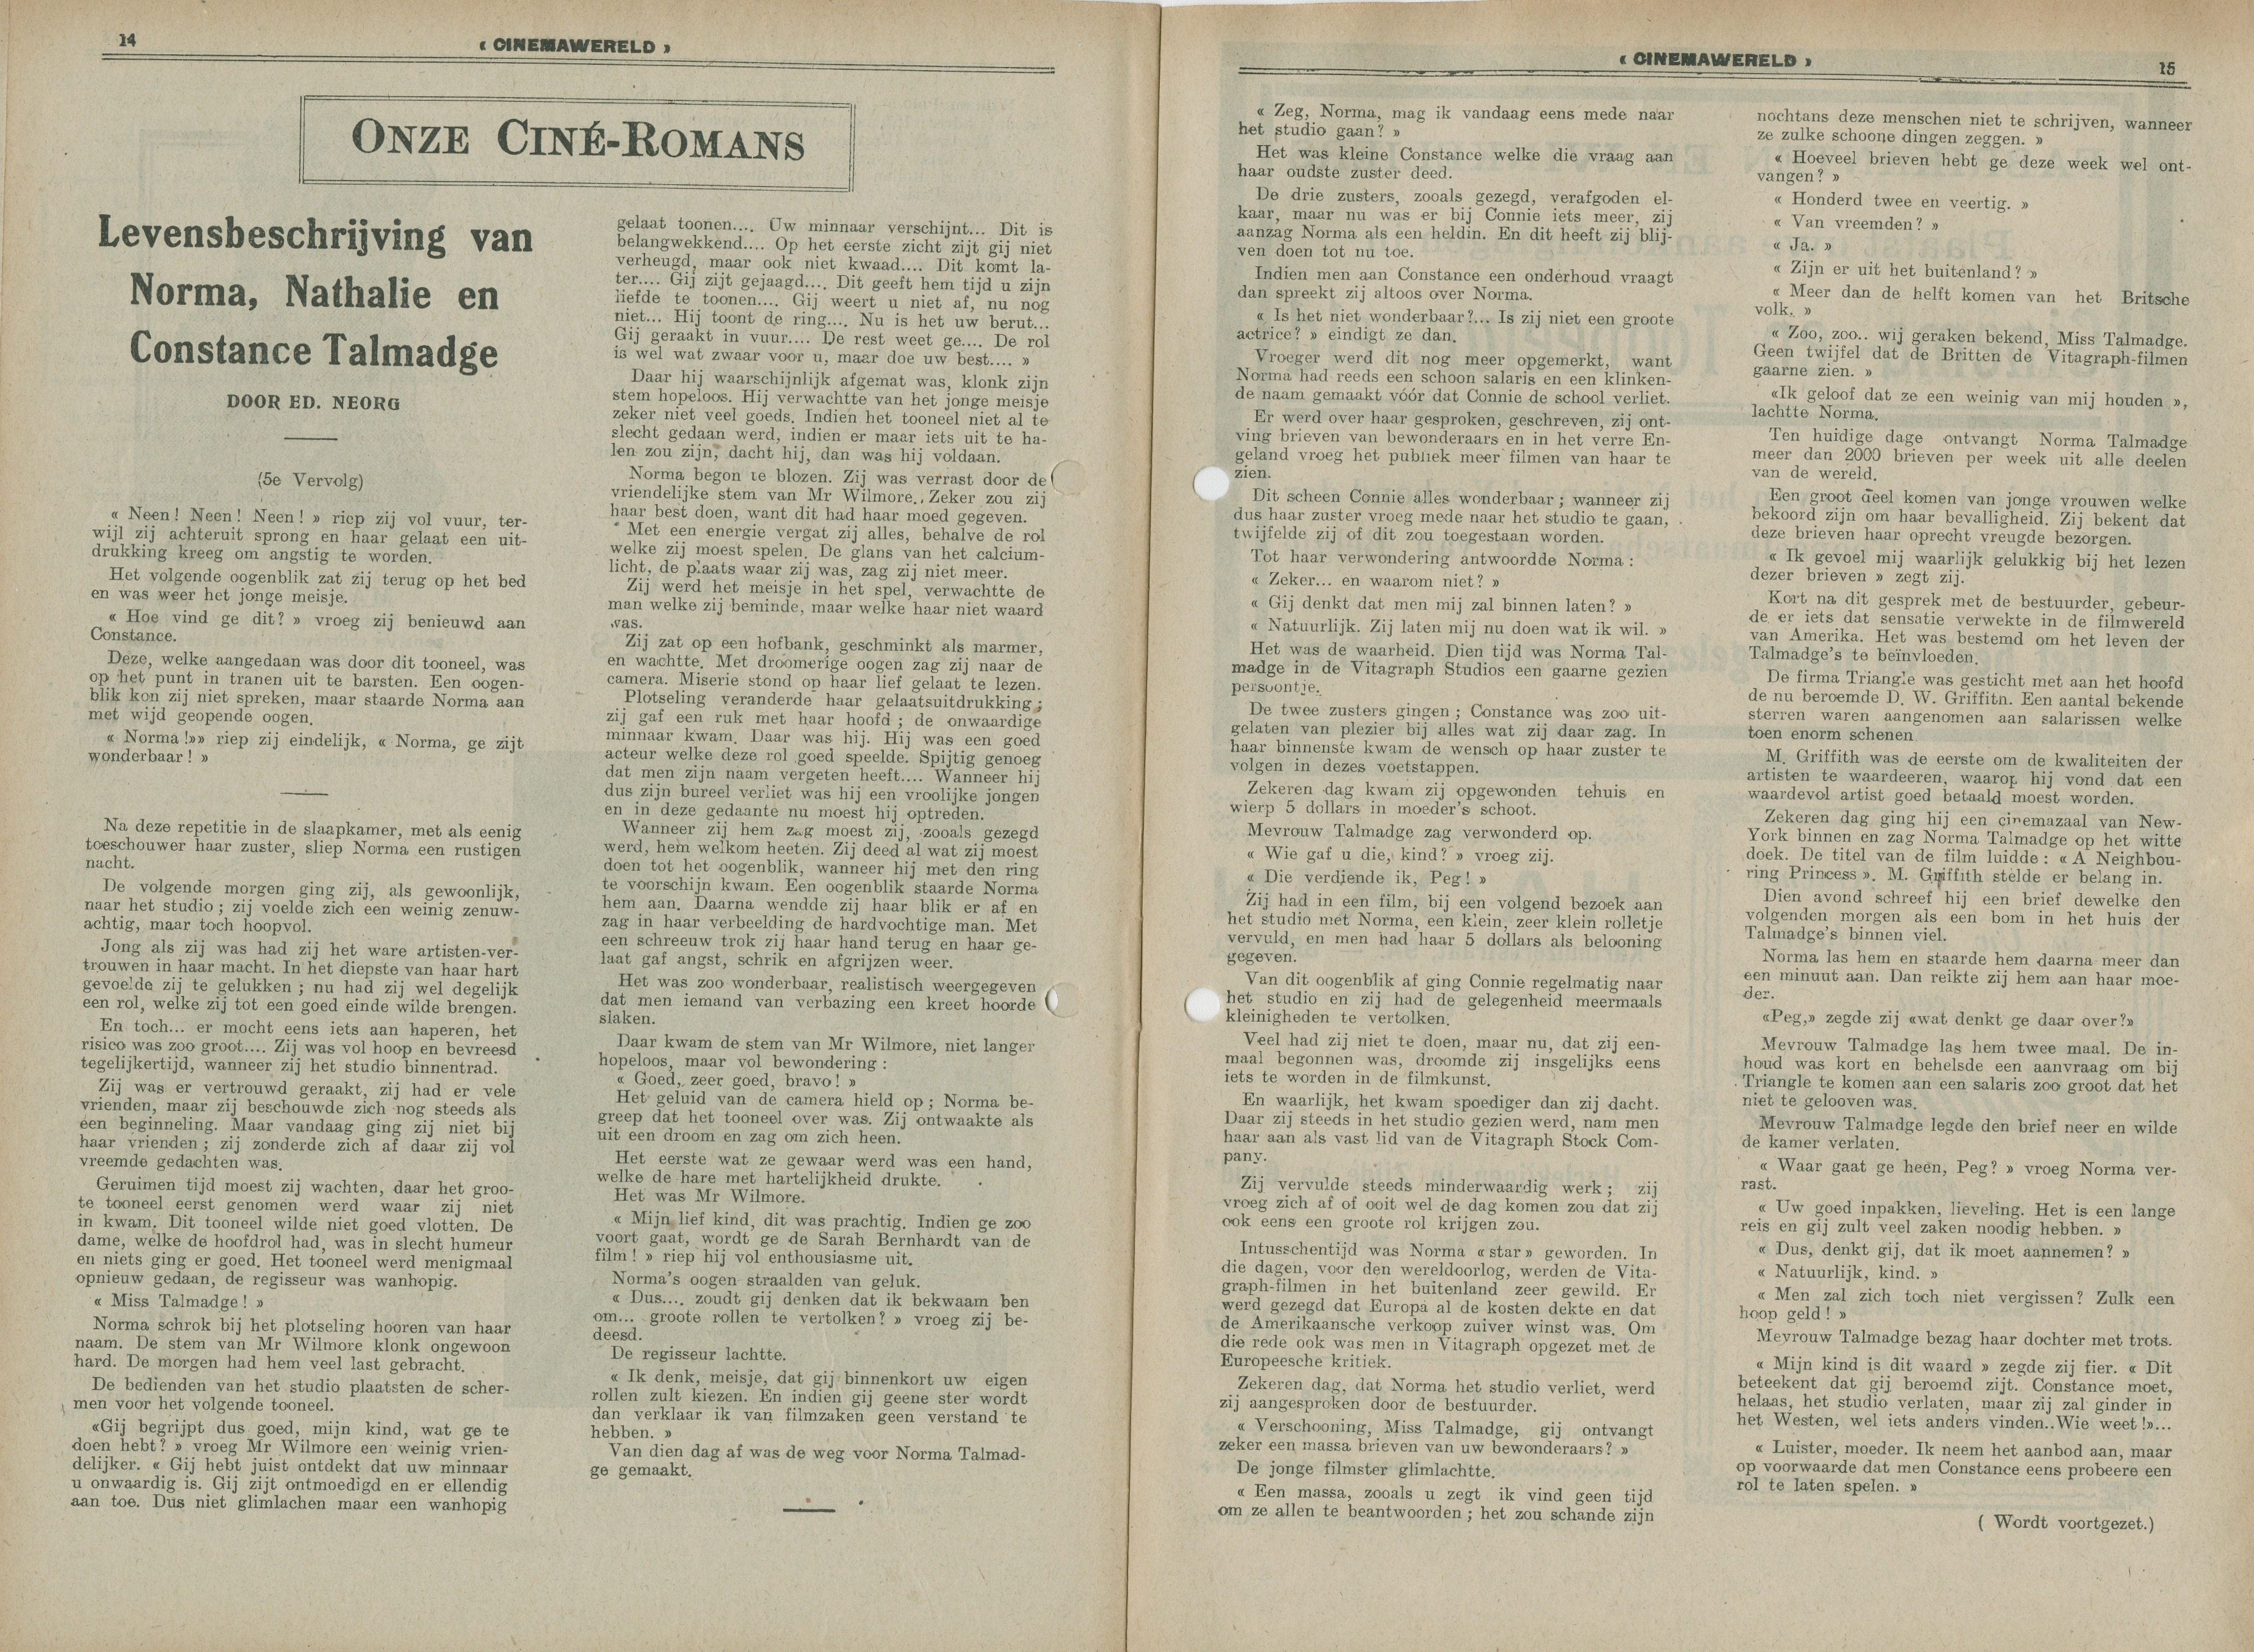 14
« CINEMAWERELD »
ONZE CINÉ-ROMANS
Levensbeschrijving van
Norma, Nathalie en
Constance Talmadge
DOOR ED. NEORG
(5e Vervolg)
« Neen! Neen! Neen! » riep zij vol vuur, ter-
wijl zij achteruit sprong en haar gelaat een uit-
drukking kreeg om angstig te worden.
Het volgende oogenblik zat zij terug op het bed
en was weer het jonge meisje.
« Hoe vind ge dit? » vroeg zij benieuwd aan
Constance.
Deze, welke aangedaan was door dit tooneel, was
op het punt in tranen uit te barsten. Een oogen-
blik kon zij niet spreken, maar staarde Norma aan
met wijd geopende oogen.
« Norma!»» riep zij eindelijk, « Norma, ge zijt
wonderbaar! »
Na deze repetitie in de slaapkamer, met als eenig
toeschouwer haar zuster, sliep Norma een rustigen
nacht.
De volgende morgen ging zij, als gewoonlijk,
naar het studio; zij voelde zich een weinig zenuw-
achtig, maar toch hoopvol.
Jong als zij was had zij het ware artisten-ver-
trouwen in haar macht. In het diepste van haar hart
gevoelde zij te gelukken; nu had zij wel degelijk
een rol, welke zij tot een goed einde wilde brengen.
En toch... er mocht eens iets aan haperen, het
risico was zoo groot.... Zij was vol hoop en bevreesd
tegelijkertijd, wanneer zij het studio binnentrad.
Zij was er vertrouwd geraakt, zij had er vele
vrienden, maar zij beschouwde zich nog steeds als
een beginneling. Maar vandaag ging zij niet bij
haar vrienden; zij zonderde zich af daar zij vol
vreemde gedachten was.
Geruimen tijd moest zij wachten, daar het groo-
te tooneel eerst genomen werd waar zij niet
in kwam. Dit tooneel wilde niet goed vlotten. De
dame, welke de hoofdrol had, was in slecht humeur
en niets ging er goed. Het tooneel werd menigmaal
opnieuw gedaan, de regisseur was wanhopig.
« Miss Talmadge! »
Norma schrok bij het plotseling hooren van haar
naam. De stem van Mr Wilmore klonk ongewoon
hard. De morgen had hem veel last gebracht.
De bedienden van het studio plaatsten de scher-
men voor het volgende tooneel.
«Gij begrijpt dus goed, mijn kind, wat ge te
doen hebt? » vroeg Mr Wilmore een weinig vrien-
delijker. « Gij hebt juist ontdekt dat uw minnaar
u onwaardig is. Gij zijt ontmoedigd en er ellendig
aan toe. Dus niet glimlachen maar een wanhopig
gelaat toonen.... Uw minnaar verschijnt... Dit is
belangwekkend.... Op het eerste zicht zijt gij niet
verheugd, maar ook niet kwaad.... Dit komt la-
ter.... Gij zijt gejaagd.... Dit geeft hem tijd u zijn
liefde te toonen.... Gij weert u niet af, nu nog
niet... Hij toont de ring.... Nu is het uw berut...
Gij geraakt in vuur.... De rest weet ge.... De rol
is wel wat zwaar voor u, maar doe uw best.... »
Daar hij waarschijnlijk afgemat was, klonk zijn
stem hopeloos. Hij verwachtte van het jonge meisje
zeker niet veel goeds. Indien het tooneel niet al te
slecht gedaan werd, indien er maar iets uit te ha-
len zou zijn, dacht hij, dan was hij voldaan.
Norma begon te blozen. Zij was verrast door de
vriendelijke stem van Mr Wilmore. Zeker zou zij
haar best doen, want dit had haar moed gegeven.
Met een energie vergat zij alles, behalve de rol
welke zij moest spelen. De glans van het calcium-
licht, de plaats waar zij was, zag zij niet meer.
Zij werd het meisje in het spel, verwachtte de
man welke zij beminde, maar welke haar niet waard
was.
Zij zat op een hofbank, geschminkt als marmer,
en wachtte. Met droomerige oogen zag zij naar de
camera. Miserie stond op haar lief gelaat te lezen.
Plotseling veranderde haar gelaatsuitdrukking;
zij gaf een ruk met haar hoofd; de onwaardige
minnaar kwam. Daar was hij. Hij was een goed
acteur welke deze rol goed speelde. Spijtig genoeg
dat men zijn naam vergeten heeft.... Wanneer hij
dus zijn bureel verliet was hij een vroolijke jongen
en in deze gedaante nu moest hij optreden.
Wanneer zij hem zag moest zij, zooals gezegd
werd, hem welkom heeten. Zij deed al wat zij moest
doen tot het oogenblik, wanneer hij met den ring
te voorschijn kwam. Een oogenblik staarde Norma
hem aan. Daarna wendde zij haar blik er af en
zag in haar verbeelding de hardvochtige man. Met
een schreeuw trok zij haar hand terug en haar ge-
laat gaf angst, schrik en afgrijzen weer.
Het was zoo wonderbaar, realistisch weergegeven
dat men iemand van verbazing een kreet hoorde
slaken.
Daar kwam de stem van Mr Wilmore, niet langer
hopeloos, maar vol bewondering:
« Goed, zeer goed, bravo! »
Het geluid van de camera hield op; Norma be-
greep dat het tooneel over was. Zij ontwaakte als
uit een droom en zag om zich heen.
Het eerste wat ze gewaar werd was een hand,
welke de hare met hartelijkheid drukte.
Het was Mr Wilmore.
« Mijn lief kind, dit was prachtig. Indien ge zoo
voort gaat, wordt ge de Sarah Bernhardt van de
film! » riep hij vol enthousiasme uit.
Norma's oogen straalden van geluk.
« Dus.... zoudt gij denken dat ik bekwaam ben
om... groote rollen te vertolken? » vroeg zij be-
deesd.
De regisseur lachtte.
« Ik denk, meisje, dat gij binnenkort uw eigen
rollen zult kiezen. En indien gij geene ster wordt
dan verklaar ik van filmzaken geen verstand te
hebben. »
Van dien dag af was de weg voor Norma Talmad-
ge gemaakt.
« CINEMAWERELD »
15
« Zeg, Norma, mag ik vandaag eens mede naar
het studio gaan? »
Het was kleine Constance welke die vraag aan
haar oudste zuster deed.
De drie zusters, zooals gezegd, verafgoden el-
kaar, maar nu was er bij Connie iets meer, zij
aanzag Norma als een heldin. En dit heeft zij blij-
ven doen tot nu toe.
Indien men aan Constance een onderhoud vraagt
dan spreekt zij altoos over Norma.
« Is het niet wonderbaar?... Is zij niet een groote
actrice? » eindigt ze dan.
Vroeger werd dit nog meer opgemerkt, want
Norma had reeds een schoon salaris en een klinken-
de naam gemaakt vóór dat Connie de school verliet.
Er werd over haar gesproken, geschreven, zij ont-
ving brieven van bewonderaars en in het verre En-
geland vroeg het publiek meer filmen van haar te
zien.
Dit scheen Connie alles wonderbaar; wanneer zij
dus haar zuster vroeg mede naar het studio te gaan,
twijfelde zij of dit zou toegestaan worden.
Tot haar verwondering antwoordde Norma:
« Zeker... en waarom niet? »
« Gij denkt dat men mij zal binnen laten? »
« Natuurlijk. Zij laten mij nu doen wat ik wil. »
Het was de waarheid. Dien tijd was Norma Tal-
madge in de Vitagraph Studios een gaarne gezien
persoontje.
De twee zusters gingen; Constance was zoo uit-
gelaten van plezier bij alles wat zij daar zag. In
haar binnenste kwam de wensch op haar zuster te
volgen in dezes voetstappen.
Zekeren dag kwam zij opgewonden tehuis en
wierp 5 dollars in moeder's schoot.
Mevrouw Talmadge zag verwonderd op.
« Wie gaf u die, kind? » vroeg zij.
« Die verdiende ik, Peg! »
Zij had in een film, bij een volgend bezoek aan
het studio met Norma, een klein, zeer klein rolletje
vervuld, en men had haar 5 dollars als belooning
gegeven.
Van dit oogenblik af ging Connie regelmatig naar
het studio en zij had de gelegenheid meermaals
kleinigheden te vertolken.
Veel had zij niet te doen, maar nu, dat zij een-
maal begonnen was, droomde zij insgelijks eens
iets te worden in de filmkunst.
En waarlijk, het kwam spoediger dan zij dacht.
Daar zij steeds in het studio gezien werd, nam men
haar aan als vast lid van de Vitagraph Stock Com-
pany.
Zij vervulde steeds minderwaardig werk; zij
vroeg zich af of ooit wel de dag komen zou dat zij
ook eens een groote rol krijgen zou.
Intusschentijd was Norma «star» geworden. In
die dagen, voor den wereldoorlog, werden de Vita-
graph-filmen in het buitenland zeer gewild. Er
werd gezegd dat Europa al de kosten dekte en dat
de Amerikaansche verkoop zuiver winst was. Om
die rede ook was men in Vitagraph opgezet met de
Europeesche kritiek.
Zekeren dag, dat Norma het studio verliet, werd
zij aangesproken door de bestuurder.
« Verschooning, Miss Talmadge, gij ontvangt
zeker een massa brieven van uw bewonderaars? »
De jonge filmster glimlachtte.
« Een massa, zooals u zegt ik vind geen tijd
om ze allen te beantwoorden; het zou schande zijn
nochtans deze menschen niet te schrijven, wanneer
ze zulke schoone dingen zeggen. »
« Hoeveel brieven hebt ge deze week wel ont-
vangen? »
« Honderd twee en veertig. »
« Van vreemden? »
« Ja. »
« Zijn er uit het buitenland? »
« Meer dan de helft komen van het Britsche
volk. »
« Zoo, zoo.. wij geraken bekend, Miss Talmadge.
Geen twijfel dat de Britten de Vitagraph-filmen
gaarne zien. »
«Ik geloof dat ze een weinig van mij houden »,
lachtte Norma.
Ten huidige dage ontvangt Norma Talmadge
meer dan 2000 brieven per week uit alle deelen
van de wereld.
Een groot deel komen van jonge vrouwen welke
bekoord zijn om haar bevalligheid. Zij bekent dat
deze brieven haar oprecht vreugde bezorgen.
« Ik gevoel mij waarlijk gelukkig bij het lezen
dezer brieven » zegt zij.
Kort na dit gesprek met de bestuurder, gebeur-
de er iets dat sensatie verwekte in de filmwereld
van Amerika. Het was bestemd om het leven der
Talmadge's te beïnvloeden.
De firma Triangle was gesticht met aan het hoofd
de nu beroemde D. W. Griffith. Een aantal bekende
sterren waren aangenomen aan salarissen welke
toen enorm schenen
M. Griffith was de eerste om de kwaliteiten der
artisten te waardeeren, waarop hij vond dat een
waardevol artist goed betaald moest worden.
Zekeren dag ging hij een cinemazaal van New-
York binnen en zag Norma Talmadge op het witte
doek. De titel van de film luidde: « A Neighbou-
ring Princess ». M. Griffith stelde er belang in.
Dien avond schreef hij een brief dewelke den
volgenden morgen als een bom in het huis der
Talmadge's binnen viel.
Norma las hem en staarde hem daarna meer dan
een minuut aan. Dan reikte zij hem aan haar moe-
der.
«Peg,» zegde zij «wat denkt ge daar over?»
Mevrouw Talmadge las hem twee maal. De in-
houd was kort en behelsde een aanvraag om bij
Triangle te komen aan een salaris zoo groot dat het
niet te gelooven was.
Mevrouw Talmadge legde den brief neer en wilde
de kamer verlaten.
« Waar gaat ge heen, Peg? » vroeg Norma ver-
rast.
« Uw goed inpakken, lieveling. Het is een lange
reis en gij zult veel zaken noodig hebben. »
« Dus, denkt gij, dat ik moet aannemen? »
« Natuurlijk, kind. »
« Men zal zich toch niet vergissen? Zulk een
hoop geld! »
Mevrouw Talmadge bezag haar dochter met trots.
« Mijn kind is dit waard » zegde zij fier. « Dit
beteekent dat gij beroemd zijt. Constance moet,
helaas, het studio verlaten, maar zij zal ginder in
het Westen, wel iets anders vinden..Wie weet!»...
« Luister, moeder. Ik neem het aanbod aan, maar
op voorwaarde dat men Constance eens probeere een
rol te laten spelen. »
( Wordt voortgezet.)